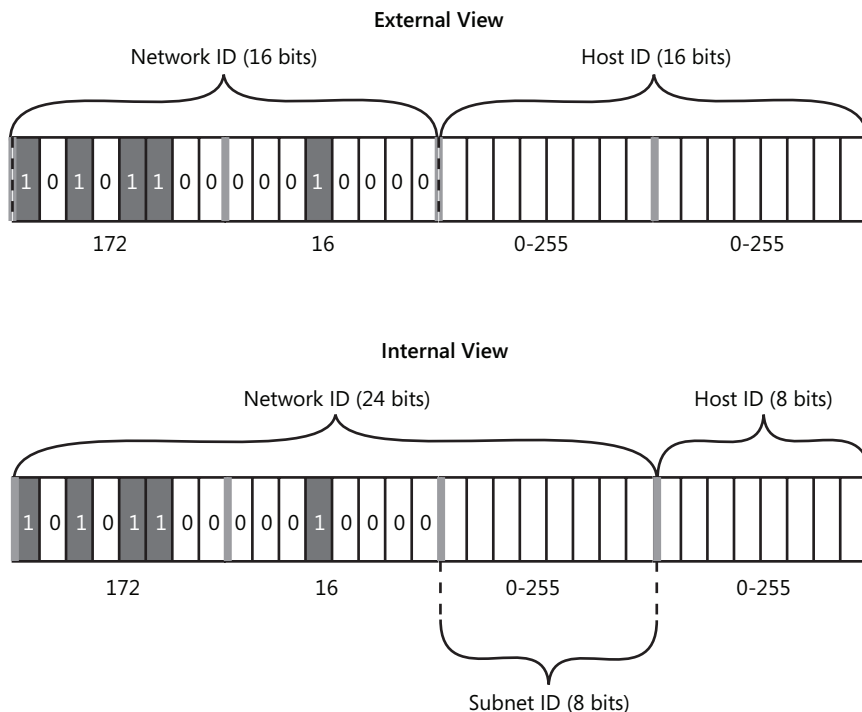 External View
Network ID (16 bits) Host ID (16 bits)
1 0 1 0 1 1 0 0 0 0 0 1 0 0 0 0
172 16 0-255 0-255
Internal View
Network ID (24 bits) Host ID (8 bits)
1 0 1 0 1 1 0 0 0 0 0 1 0 0 0 0
172 16 0-255 0-255
Subnet ID (8 bits)